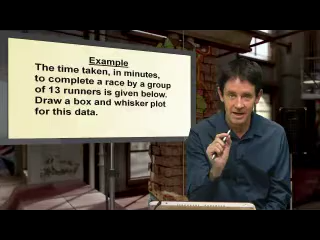 Example
The time taken, in minutes,
to complete a race by a group
of 13 runners is given below.
Draw a box and whisker plot
for this data.